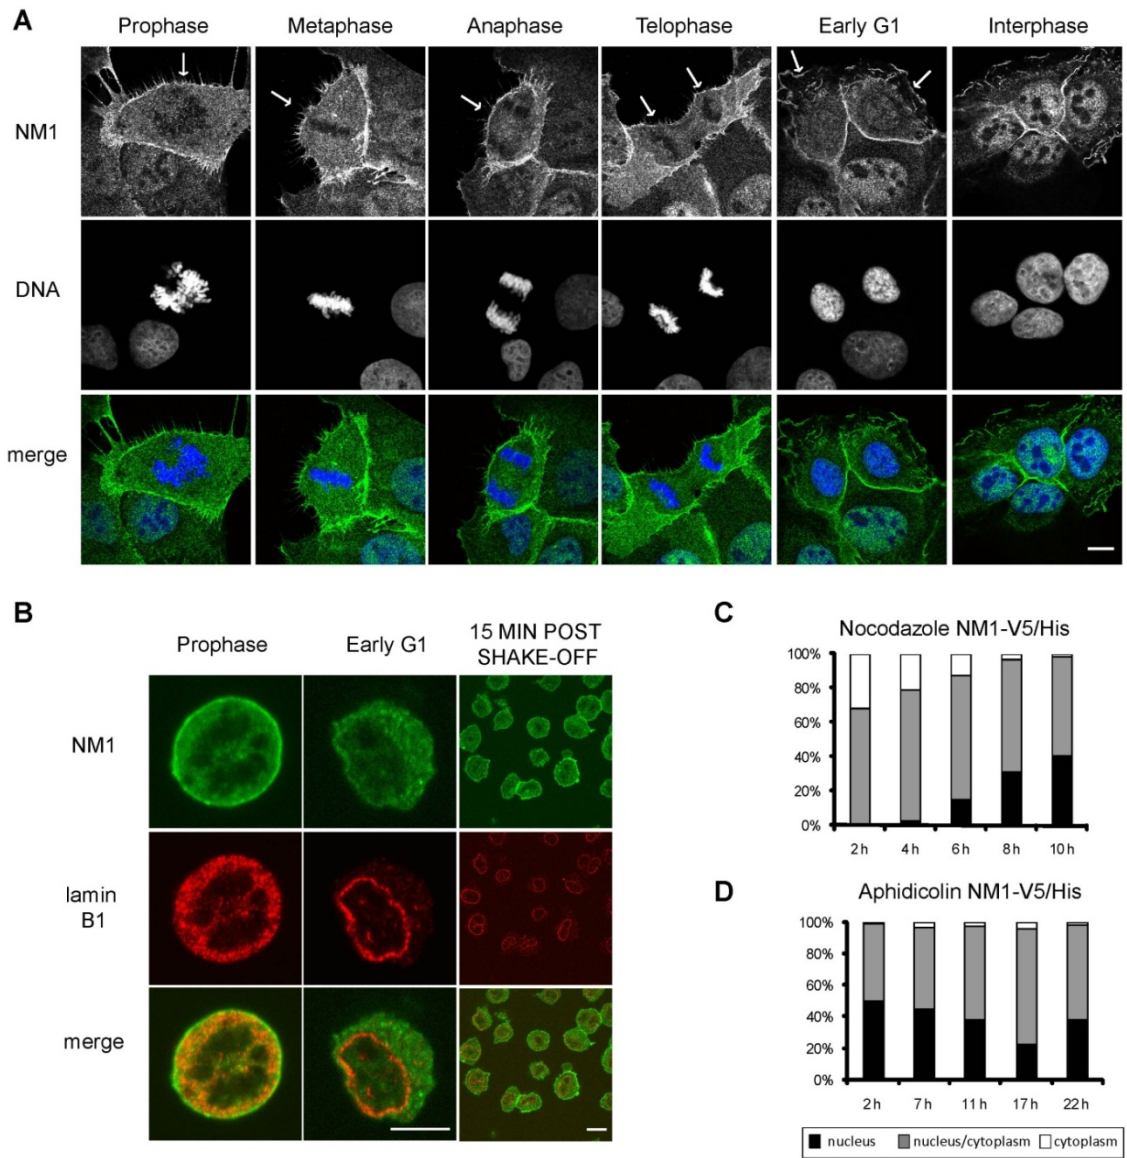 A
Prophase Metaphase Anaphase Telophase Early G1 Interphase
NM1
DNA
merge
B
Prophase Early G1 15 MIN POST
SHAKE-OFF
NM1
lamin
B1
merge
C
Nocodazole NM1-V5/His
100%
80%
60%
40%
20%
0%
2 h 4 h 6 h 8 h 10 h
D
Aphidicolin NM1-V5/His
100%
80%
60%
40%
20%
0%
2 h 7 h 11 h 17 h 22 h
nucleus nucleus/cytoplasm cytoplasm